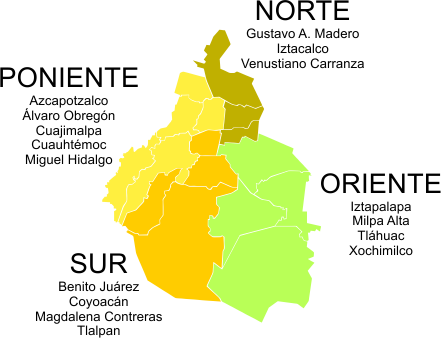 NORTE
Gustavo A. Madero
Iztacalco
Venustiano Carranza
PONIENTE
Azcapotzalco
Álvaro Obregón
Cuajimalpa
Cuauhtémoc
Miguel Hidalgo
ORIENTE
Iztapalapa
Milpa Alta
Tláhuac
Xochimilco
SUR
Benito Juárez
Coyoacán
Magdalena Contreras
Tlalpan